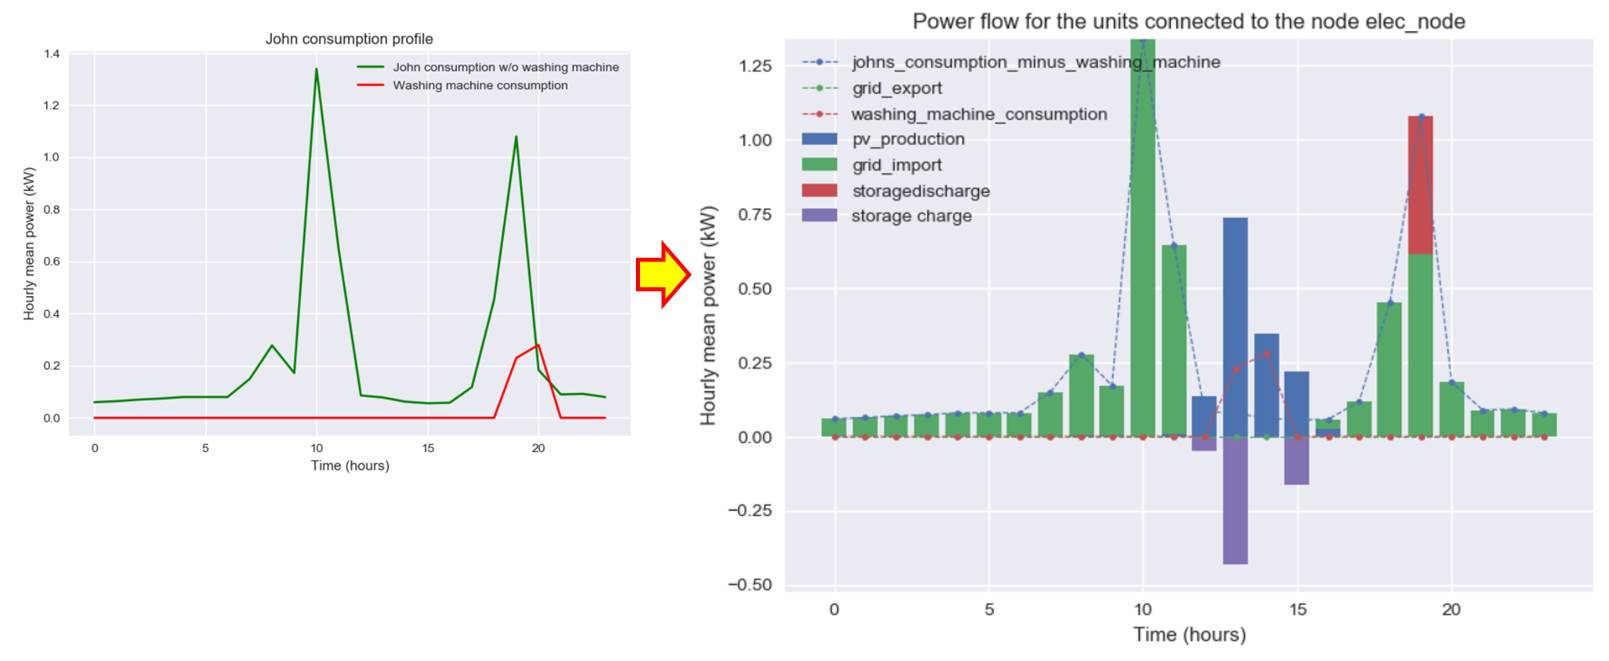 John consumption profile
John consumption w/o washing machine
Washing machine consumption
Hourly mean power (kW)
1.4
1.2
1.0
0.8
0.6
0.4
0.2
0.0
0 5 10 15 20
Time (hours)
Power flow for the units connected to the node elec_node
johns_consumption_minus_washing_machine
grid_export
washing_machine_consumption
pv_production
grid_import
storagedischarge
storage charge
Hourly mean power (kW)
1.25
1.00
0.75
0.50
0.25
0.00
−0.25
−0.50
0 5 10 15 20
Time (hours)